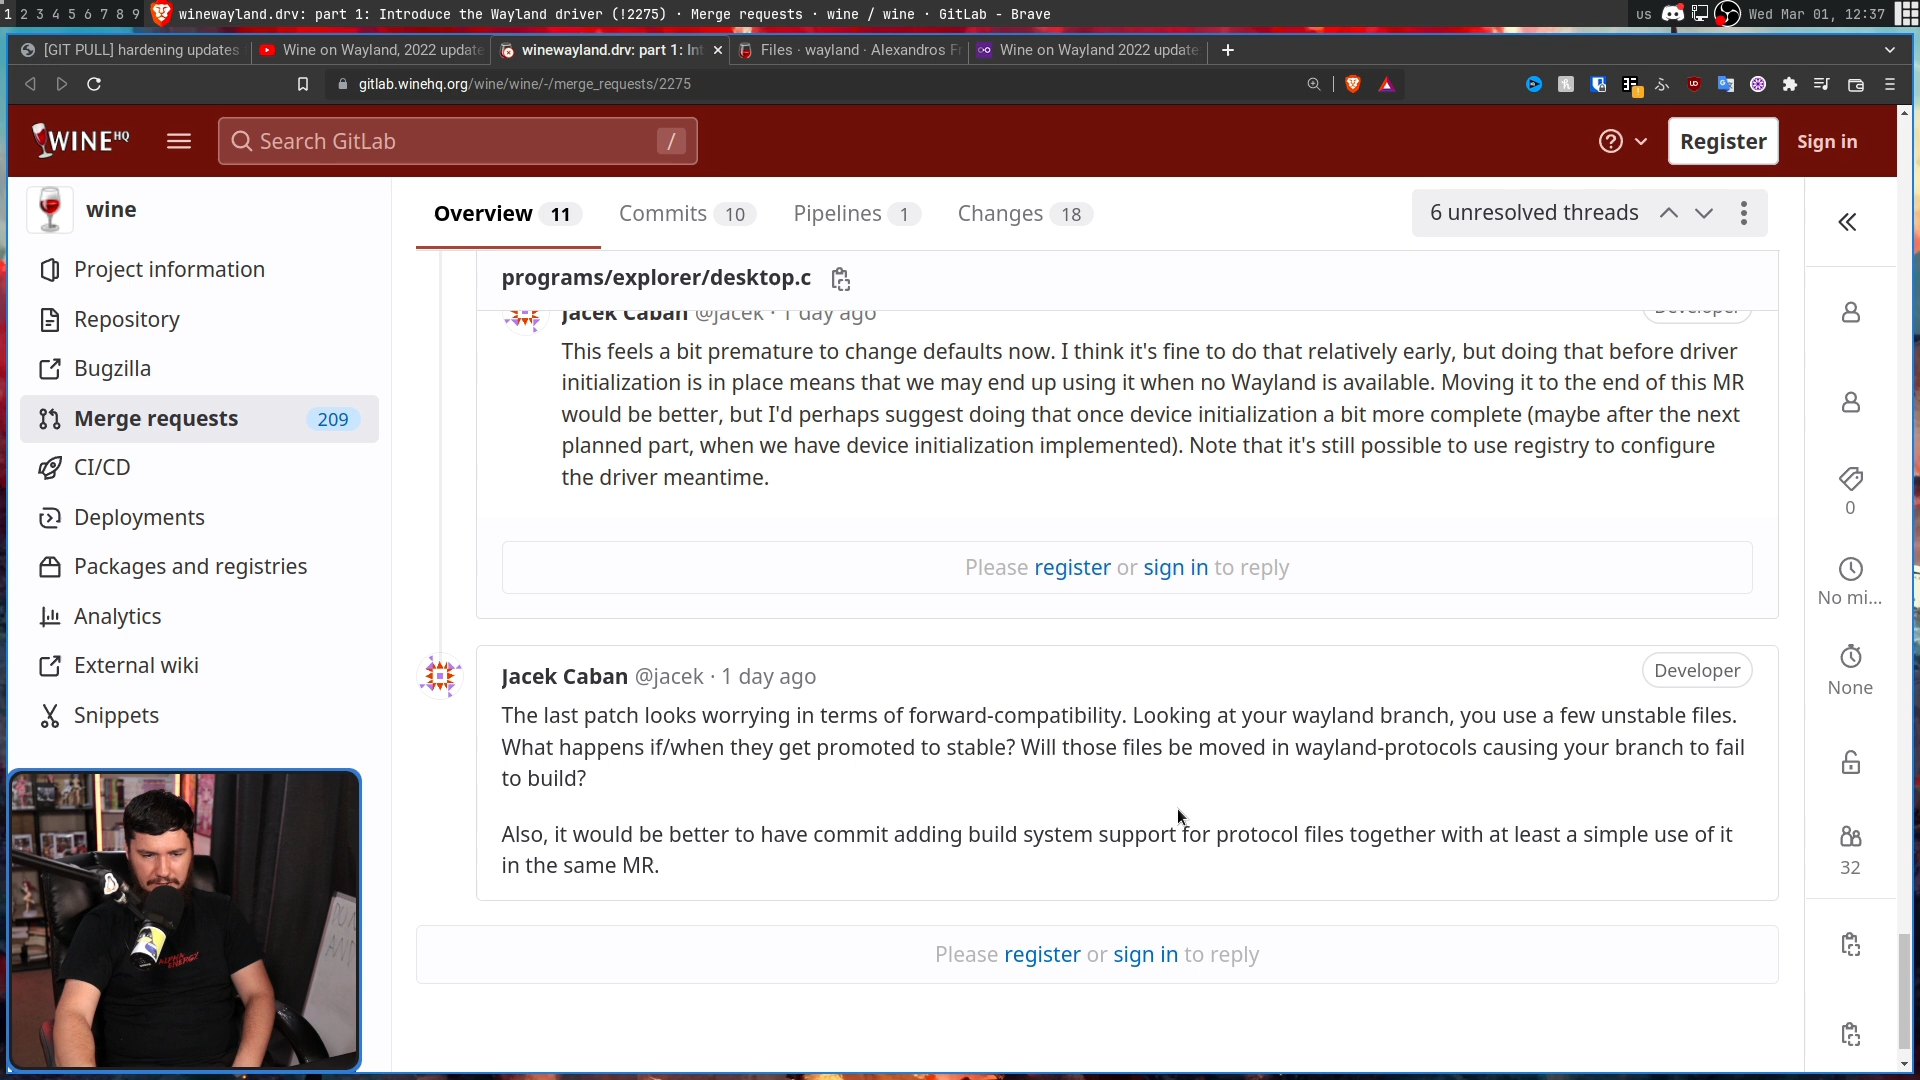 1 2 3 4 5 6 7 8 9 winewayland.drv: part 1: Introduce the Wayland driver (!2275) · Merge requests · wine / wine · GitLab - Brave
us Wed Mar 01, 12:37
[GIT PULL] hardening updates
Wine on Wayland, 2022 update
winewayland.drv: part 1: Int
Files · wayland · Alexandros Fr
Wine on Wayland 2022 update
gitlab.winehq.org/wine/wine/-/merge_requests/2275
WINE HQ
Search GitLab /
Register
Sign in
wine
Overview 11
Commits 10
Pipelines 1
Changes 18
6 unresolved threads
Project information
Repository
Bugzilla
Merge requests 209
CI/CD
Deployments
Packages and registries
Analytics
External wiki
Snippets
programs/explorer/desktop.c
Jacek Caban @jacek · 1 day ago
Developer
This feels a bit premature to change defaults now. I think it's fine to do that relatively early, but doing that before driver
initialization is in place means that we may end up using it when no Wayland is available. Moving it to the end of this MR
would be better, but I'd perhaps suggest doing that once device initialization a bit more complete (maybe after the next
planned part, when we have device initialization implemented). Note that it's still possible to use registry to configure
the driver meantime.
Please register or sign in to reply
Jacek Caban @jacek · 1 day ago
Developer
The last patch looks worrying in terms of forward-compatibility. Looking at your wayland branch, you use a few unstable files.
What happens if/when they get promoted to stable? Will those files be moved in wayland-protocols causing your branch to fail
to build?
Also, it would be better to have commit adding build system support for protocol files together with at least a simple use of it
in the same MR.
Please register or sign in to reply
0
No mi...
None
32